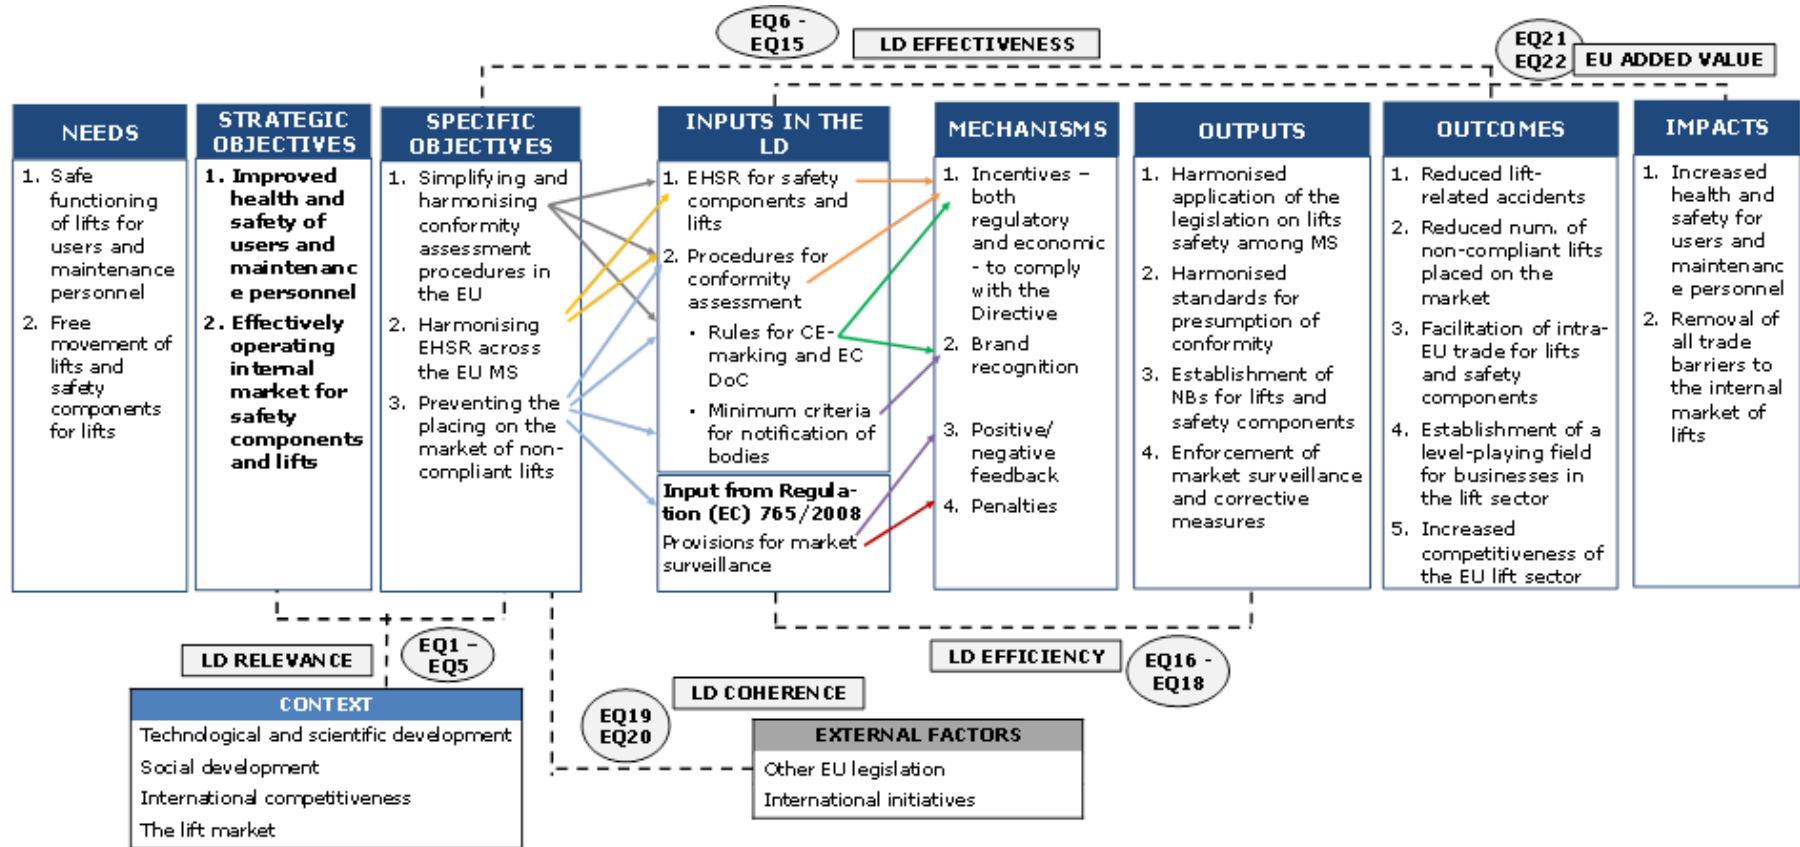 EQ6 -
EQ15
LD EFFECTIVENESS
EQ21
EQ22
EU ADDED VALUE
NEEDS
1. Safe
functioning
of lifts for
users and
maintenance
personnel
2. Free
movement of
lifts and
safety
components
for lifts
STRATEGIC
OBJECTIVES
1. Improved
health and
safety of
users and
maintenanc
e personnel
2. Effectively
operating
internal
market for
safety
components
and lifts
SPECIFIC
OBJECTIVES
1. Simplifying and
harmonising
conformity
assessment
procedures in
the EU
2. Harmonising
EHSR across
the EU MS
3. Preventing the
placing on the
market of non-
compliant lifts
INPUTS IN THE
LD
1. EHSR for safety
components and
lifts
2. Procedures for
conformity
assessment
• Rules for CE-
marking and EC
DoC
• Minimum criteria
for notification of
bodies
Input from Regula-
tion (EC) 765/2008
Provisions for market
surveillance
MECHANISMS
1. Incentives –
both
regulatory
and economic
- to comply
with the
Directive
2. Brand
recognition
3. Positive/
negative
feedback
4. Penalties
OUTPUTS
1. Harmonised
application of the
legislation on lifts
safety among MS
2. Harmonised
standards for
presumption of
conformity
3. Establishment of
NBs for lifts and
safety components
4. Enforcement of
market surveillance
and corrective
measures
OUTCOMES
1. Reduced lift-
related accidents
2. Reduced num. of
non-compliant lifts
placed on the
market
3. Facilitation of intra-
EU trade for lifts
and safety
components
4. Establishment of a
level-playing field
for businesses in
the lift sector
5. Increased
competitiveness of
the EU lift sector
IMPACTS
1. Increased
health and
safety for
users and
maintenanc
e personnel
2. Removal of
all trade
barriers to
the internal
market of
lifts
LD RELEVANCE
EQ1 –
EQ5
LD EFFICIENCY
EQ16 -
EQ18
CONTEXT
Technological and scientific development
Social development
International competitiveness
The lift market
EQ19
EQ20
LD COHERENCE
EXTERNAL FACTORS
Other EU legislation
International initiatives